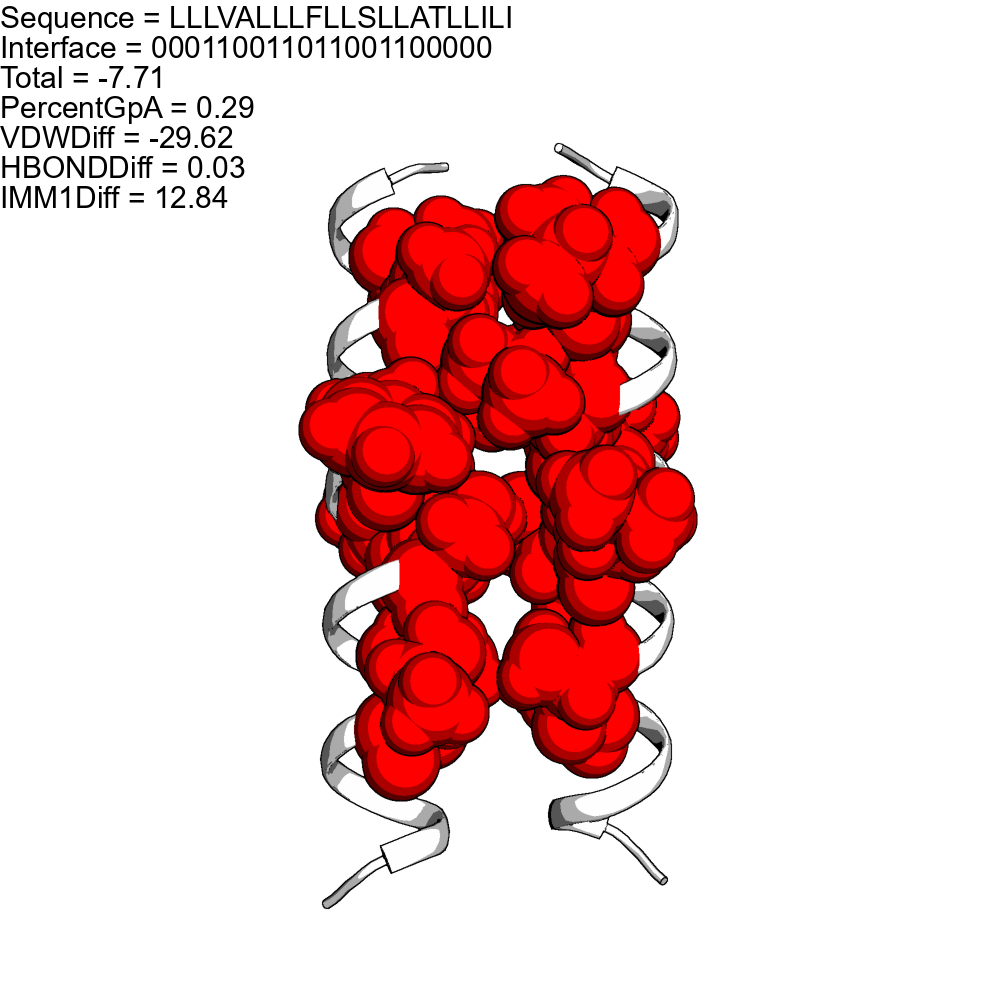 Sequence = LLLVALLLFLLSLLATLLILI
Interface = 000110011011001100000
Total = -7.71
PercentGpA = 0.29
VDWDiff = -29.62
HBONDDiff = 0.03
IMM1Diff = 12.84